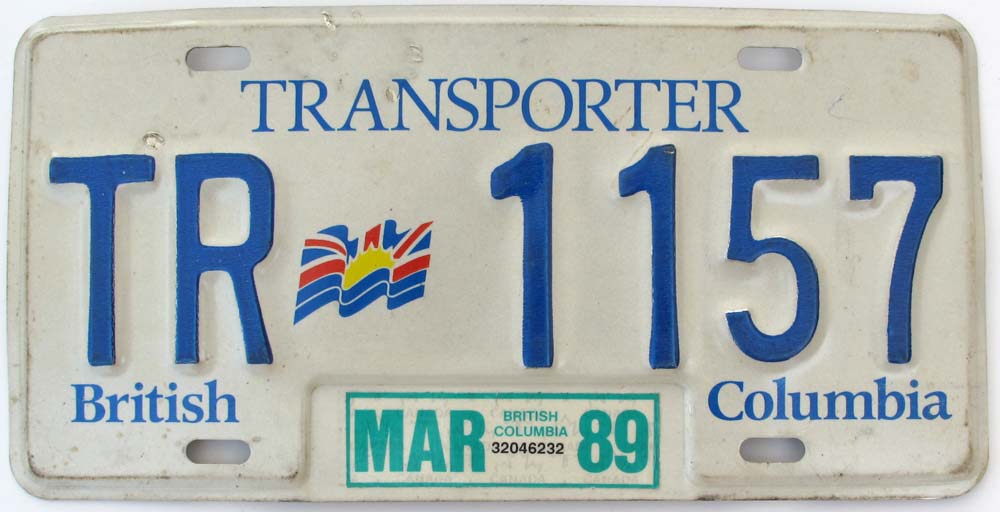 TRANSPORTER
TR 1157
British Columbia
MAR BRITISH COLUMBIA 32046232 89